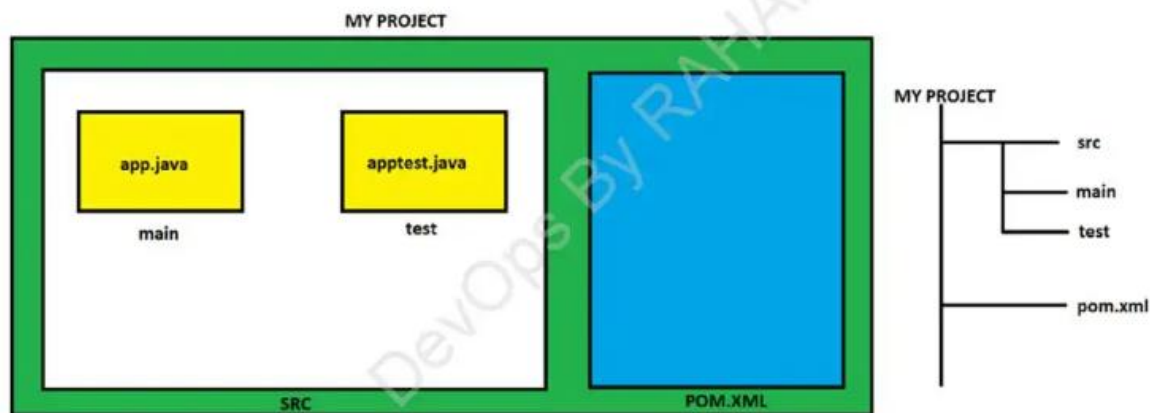 MY PROJECT
app.java
main
apptest.java
test
SRC
POM.XML
MY PROJECT
src
main
test
pom.xml
DevOps By